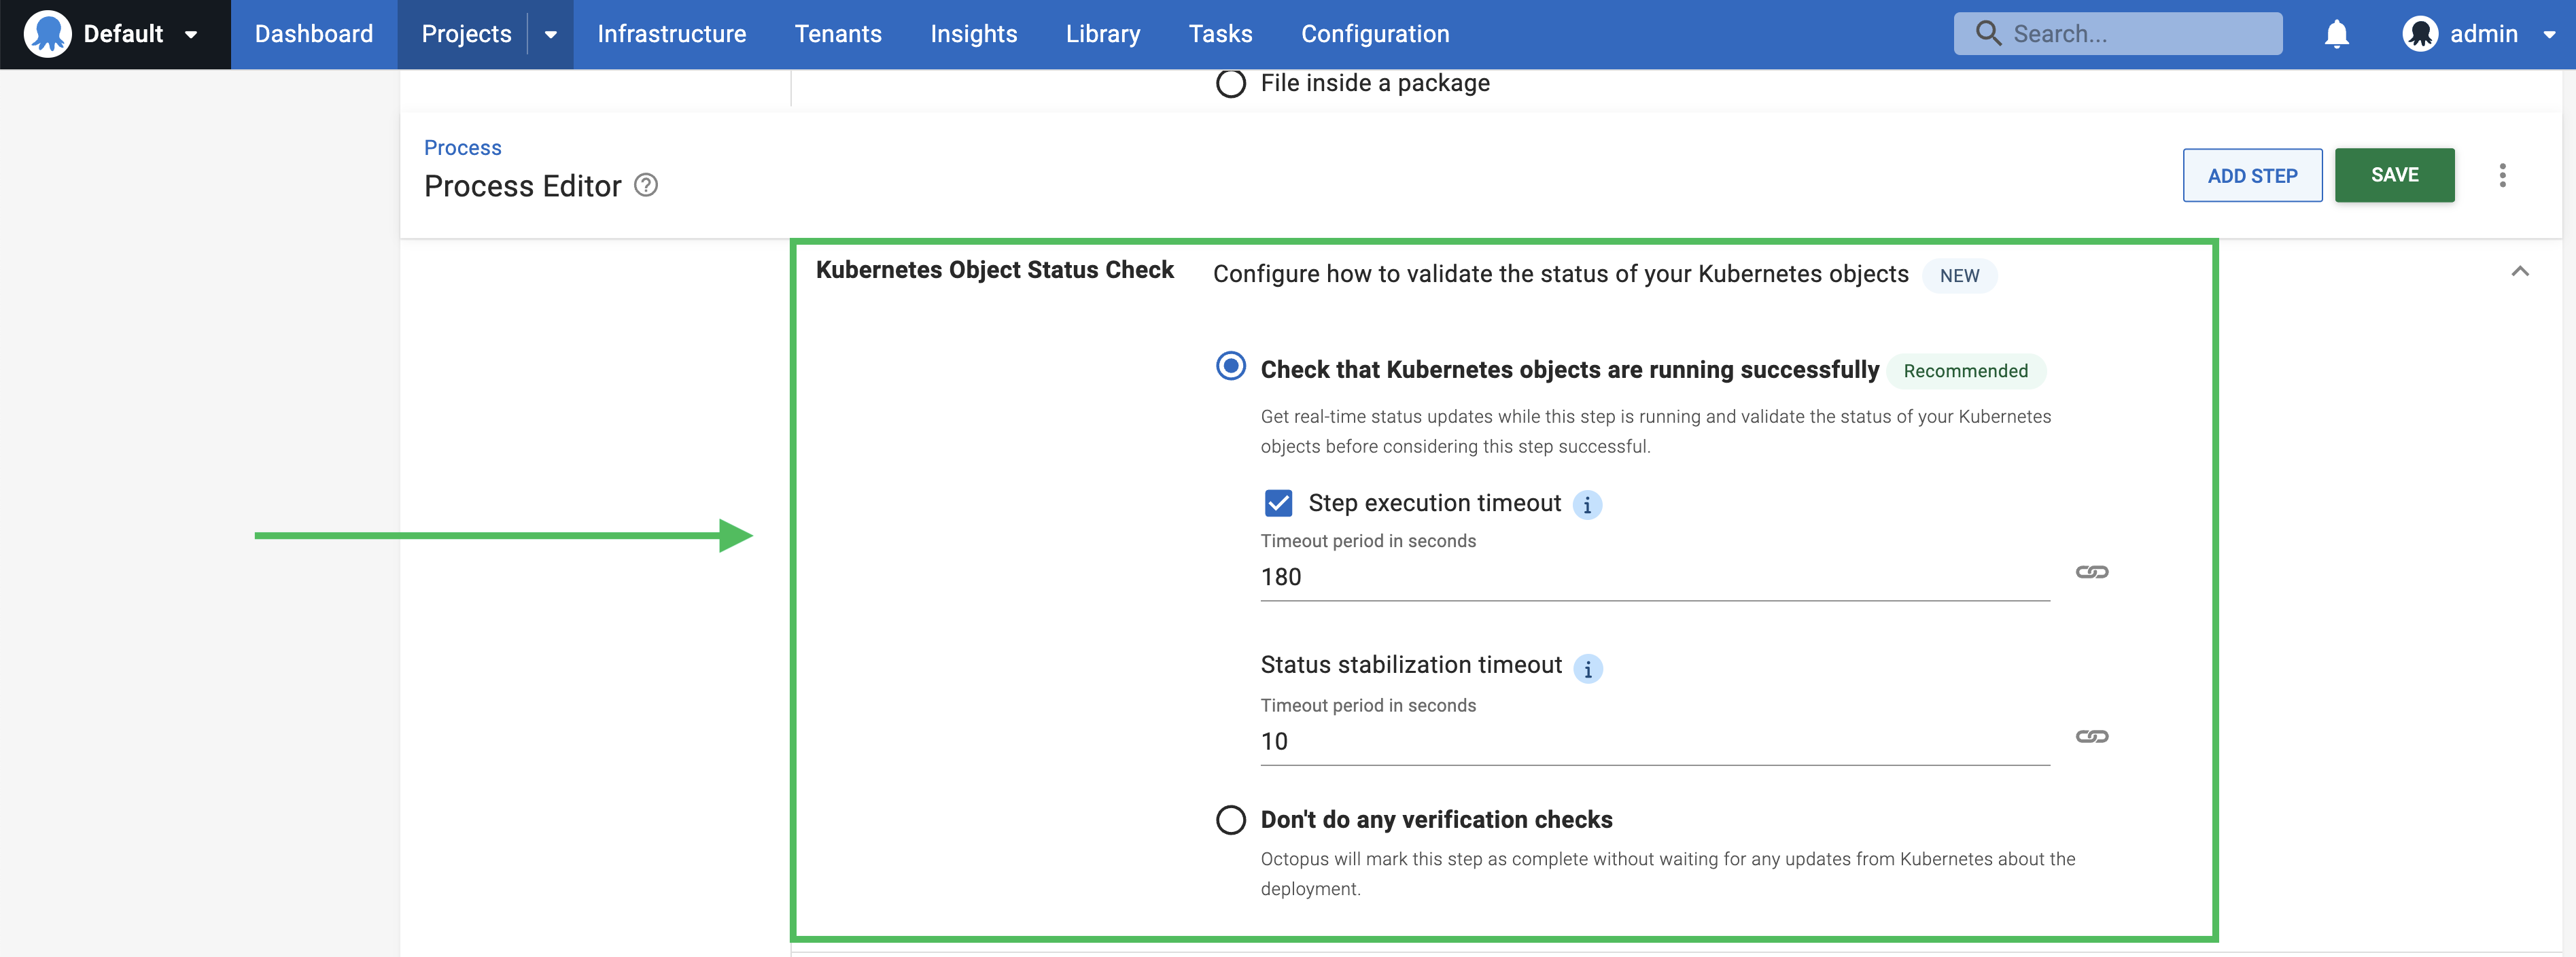 Default
Dashboard
Projects
Infrastructure
Tenants
Insights
Library
Tasks
Configuration
Search...
admin
File inside a package
Process
Process Editor
ADD STEP
SAVE
Kubernetes Object Status Check
Configure how to validate the status of your Kubernetes objects NEW
Check that Kubernetes objects are running successfully Recommended
Get real-time status updates while this step is running and validate the status of your Kubernetes
objects before considering this step successful.
Step execution timeout
Timeout period in seconds
180
Status stabilization timeout
Timeout period in seconds
10
Don't do any verification checks
Octopus will mark this step as complete without waiting for any updates from Kubernetes about the
deployment.